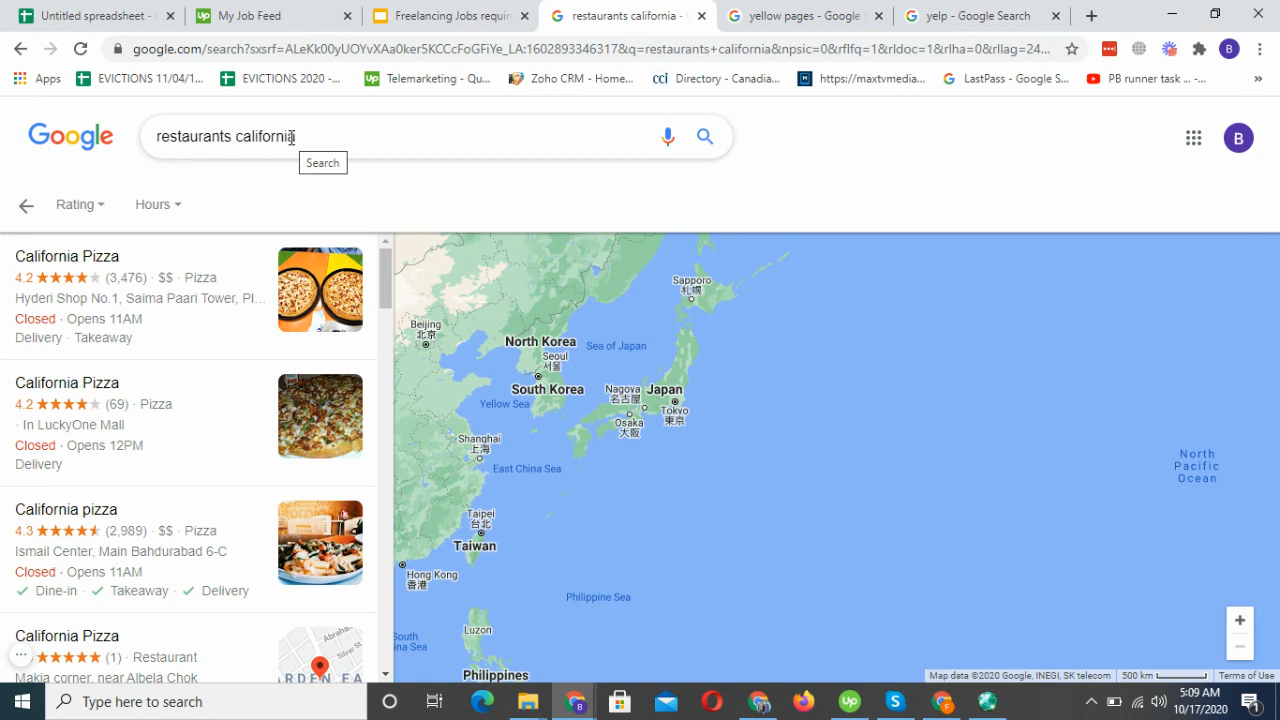 Untitled spreadsheet -
My Job Feed
Freelancing Jobs requir
restaurants california -
yellow pages - Google
yelp - Google Search
google.com/search?sxsrf=ALeKk00yUOYvXAa0ker5KCCcFoGFiYe_LA:1602893346317&q=restaurants+california&npsic=0&rflfq=1&rldoc=1&rlha=0&rllag=24...
B
Apps
EVICTIONS 11/04/1...
EVICTIONS 2020 -...
Telemarketing - Qu...
Zoho CRM - Home...
cci Directory - Canadia...
https://maxtvmedia...
LastPass - Google S...
PB runner task ... -...
»
Google
restaurants california
B
Search
Rating
Hours
California Pizza
4.2 (3,476) · $$ · Pizza
Hyderi Shop No.1, Saima Paari Tower, Pl...
Closed · Opens 11AM
Delivery · Takeaway
California Pizza
4.2 (69) · Pizza
· In LuckyOne Mall
Closed · Opens 12PM
Delivery
California pizza
4.3 (2,989) · $$ · Pizza
Ismail Center, Main Bahdurabad 6-C
Closed · Opens 11AM
Dine-in · Takeaway · Delivery
California Pizza
(1) · Restaurant
Makia corner, near Albela Chok
Abraham
Silver St
RDEN EA
Sapporo
札幌
Beijing
北京
North Korea
Sea of Japan
Seoul
서울
South Korea
Nagoya
名古屋
Japan
Tokyo
東京
Yellow Sea
Osaka
大阪
Shanghai
上海
East China Sea
North
Pacific
Ocean
Taipei
台北
Taiwan
Hong Kong
香港
Philippine Sea
Luzon
South
ina Sea
Philippines
Map data ©2020 Google, INEGI, SK telecom
500 km
Terms of Use
Type here to search
5:09 AM
10/17/2020